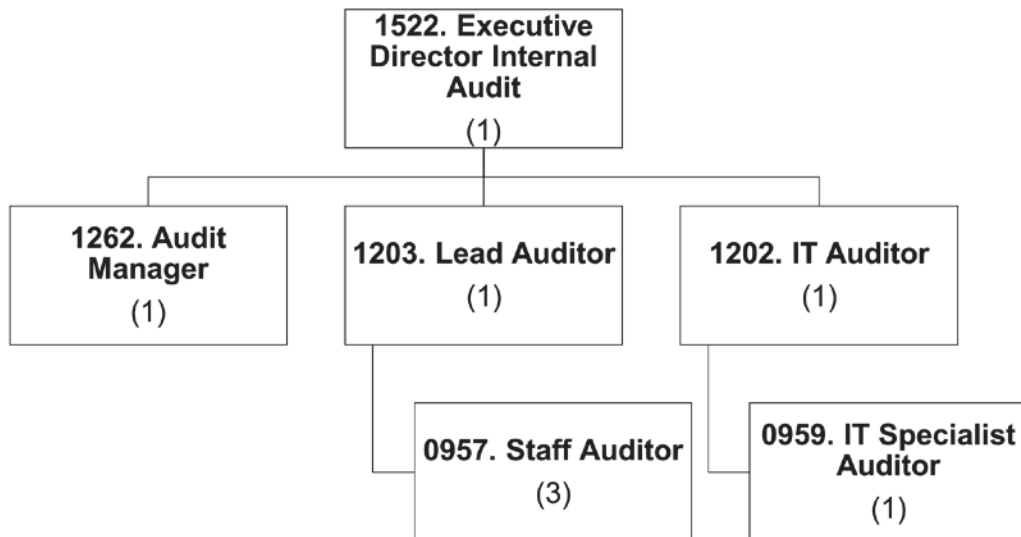 1522. Executive
Director Internal
Audit
(1)
1262. Audit
Manager
(1)
1203. Lead Auditor
(1)
1202. IT Auditor
(1)
0957. Staff Auditor
(3)
0959. IT Specialist
Auditor
(1)